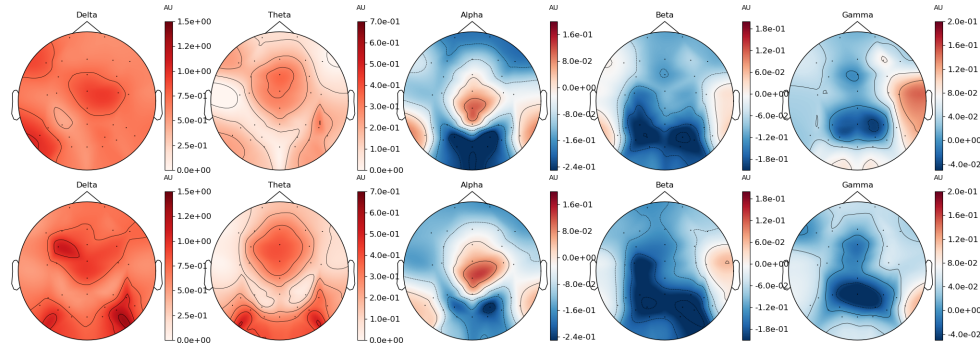 Delta AU 1.5e+00 1.2e+00 1.0e+00 7.5e-01 5.0e-01 2.5e-01 0.0e+00
Theta AU 7.0e-01 6.0e-01 5.0e-01 4.0e-01 3.0e-01 2.0e-01 1.0e-01 0.0e+00
Alpha AU 1.6e-01 8.0e-02 0.0e+00 -8.0e-02 -1.6e-01 -2.4e-01
Beta AU 1.8e-01 1.2e-01 6.0e-02 0.0e+00 -6.0e-02 -1.2e-01 -1.8e-01
Gamma AU 2.0e-01 1.6e-01 1.2e-01 8.0e-02 4.0e-02 0.0e+00 -4.0e-02
Delta AU 1.5e+00 1.2e+00 1.0e+00 7.5e-01 5.0e-01 2.5e-01 0.0e+00
Theta AU 7.0e-01 6.0e-01 5.0e-01 4.0e-01 3.0e-01 2.0e-01 1.0e-01 0.0e+00
Alpha AU 1.6e-01 8.0e-02 0.0e+00 -8.0e-02 -1.6e-01 -2.4e-01
Beta AU 1.8e-01 1.2e-01 6.0e-02 0.0e+00 -6.0e-02 -1.2e-01 -1.8e-01
Gamma AU 2.0e-01 1.6e-01 1.2e-01 8.0e-02 4.0e-02 0.0e+00 -4.0e-02